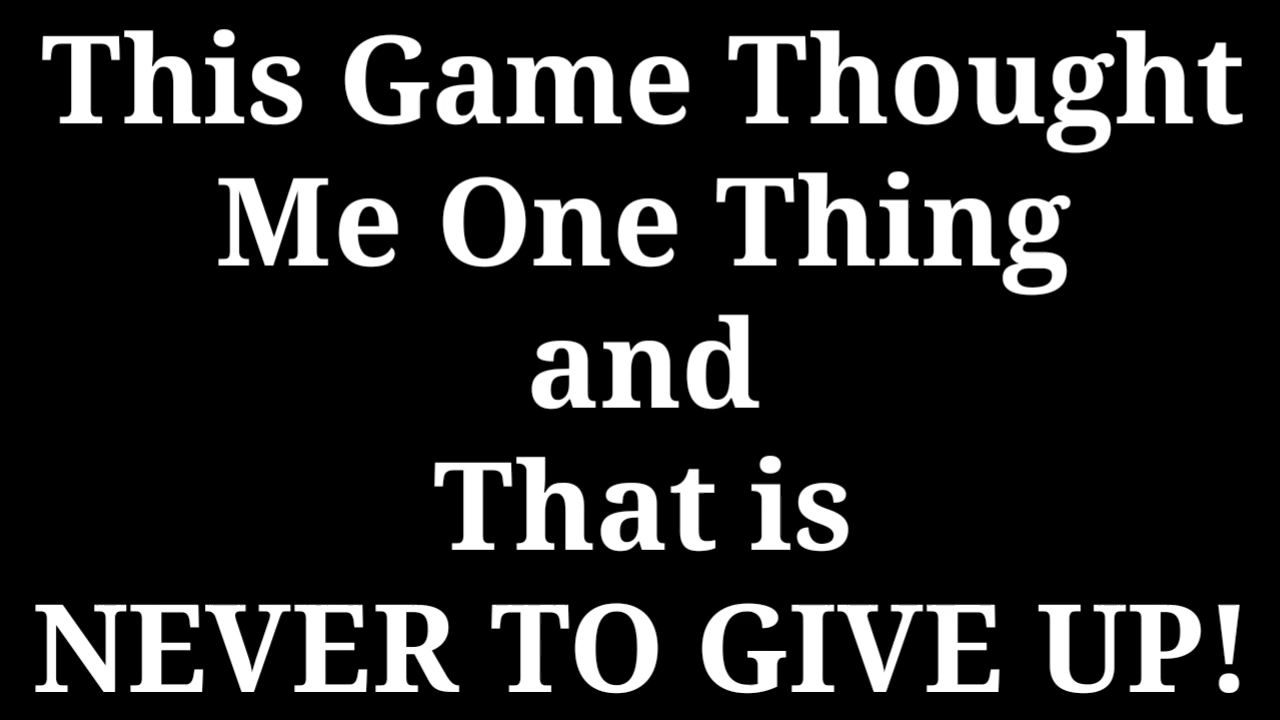 This Game Thought
Me One Thing
and
That is
NEVER TO GIVE UP!